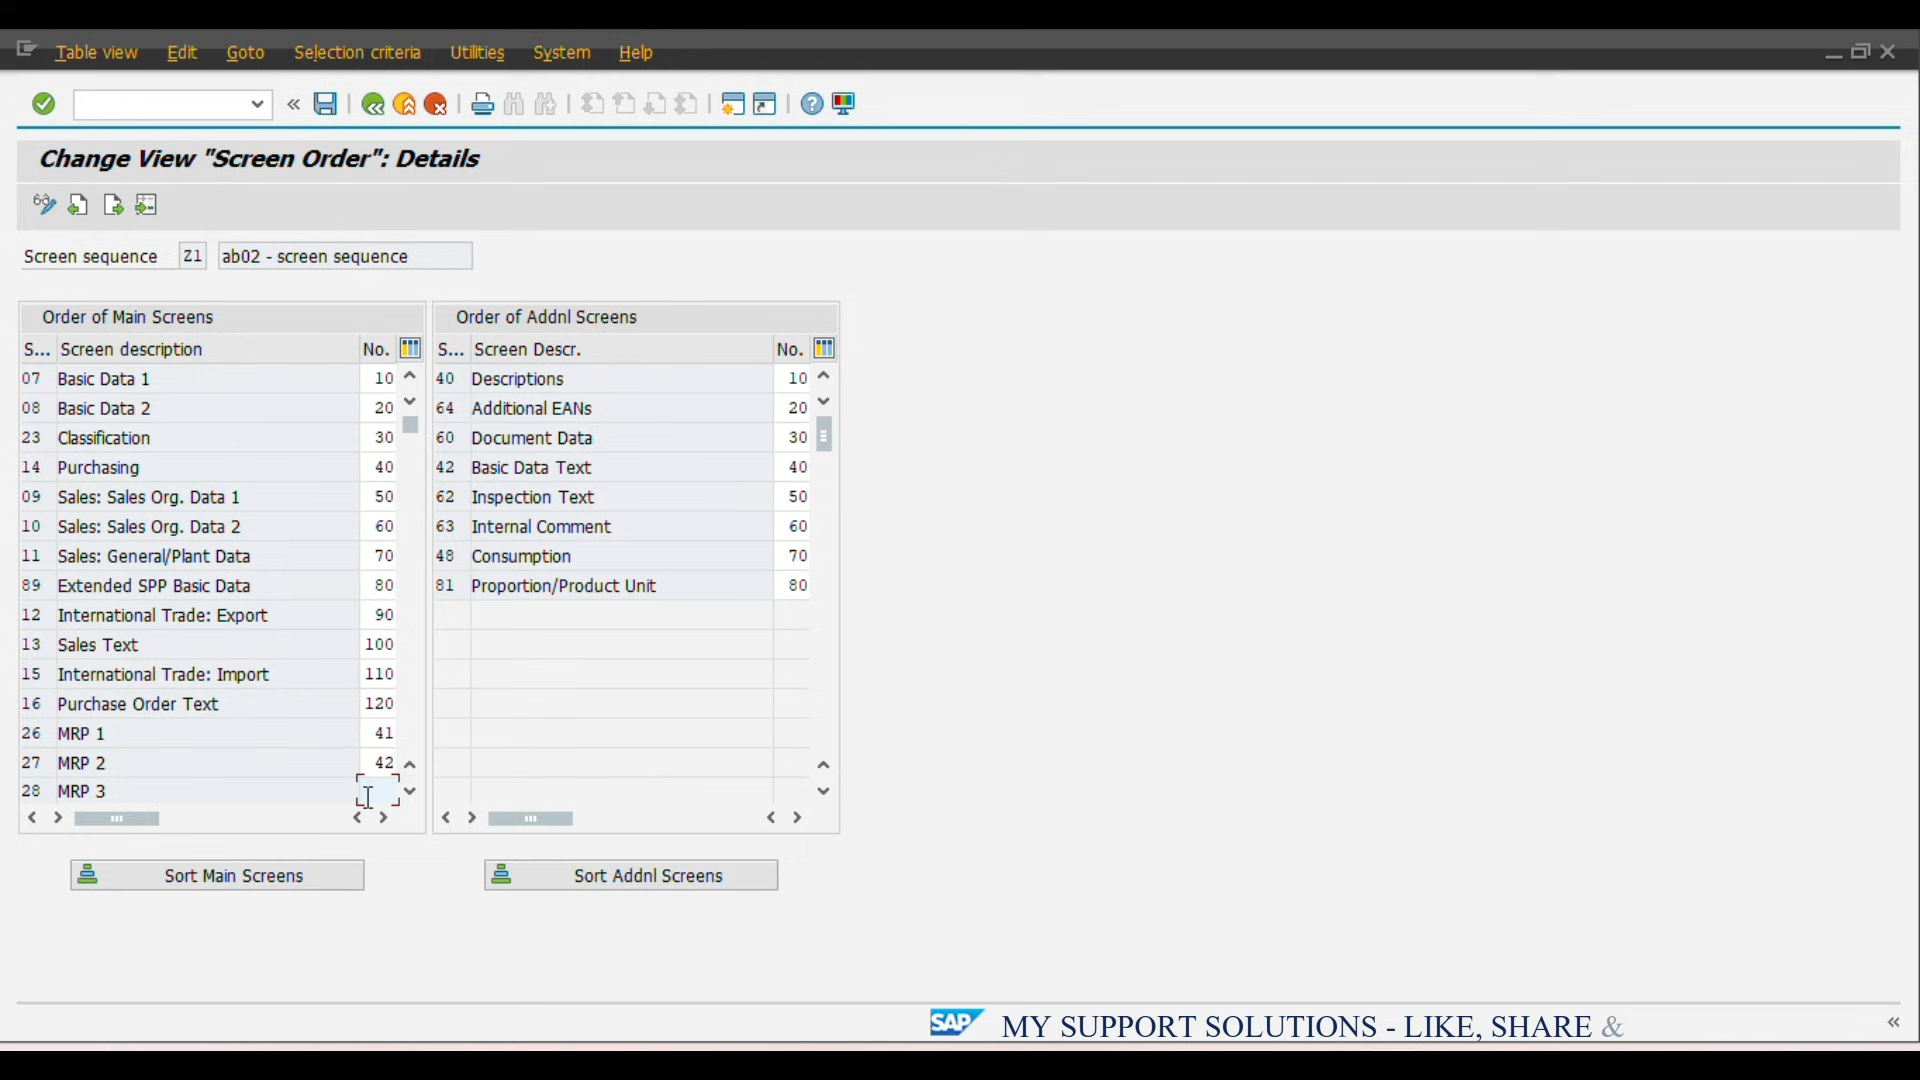 Table view Edit Goto Selection criteria Utilities System Help
Change View "Screen Order": Details
Screen sequence Z1 ab02 - screen sequence
Order of Main Screens
S... Screen description No.
07 Basic Data 1 10
08 Basic Data 2 20
23 Classification 30
14 Purchasing 40
09 Sales: Sales Org. Data 1 50
10 Sales: Sales Org. Data 2 60
11 Sales: General/Plant Data 70
89 Extended SPP Basic Data 80
12 International Trade: Export 90
13 Sales Text 100
15 International Trade: Import 110
16 Purchase Order Text 120
26 MRP 1 41
27 MRP 2 42
28 MRP 3
Sort Main Screens
Order of Addnl Screens
S... Screen Descr. No.
40 Descriptions 10
64 Additional EANs 20
60 Document Data 30
42 Basic Data Text 40
62 Inspection Text 50
63 Internal Comment 60
48 Consumption 70
81 Proportion/Product Unit 80
Sort Addnl Screens
SAP MY SUPPORT SOLUTIONS - LIKE, SHARE &